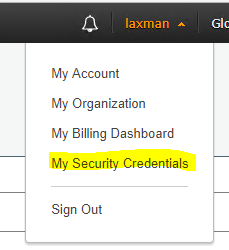 laxman Glo
My Account
My Organization
My Billing Dashboard
My Security Credentials
Sign Out